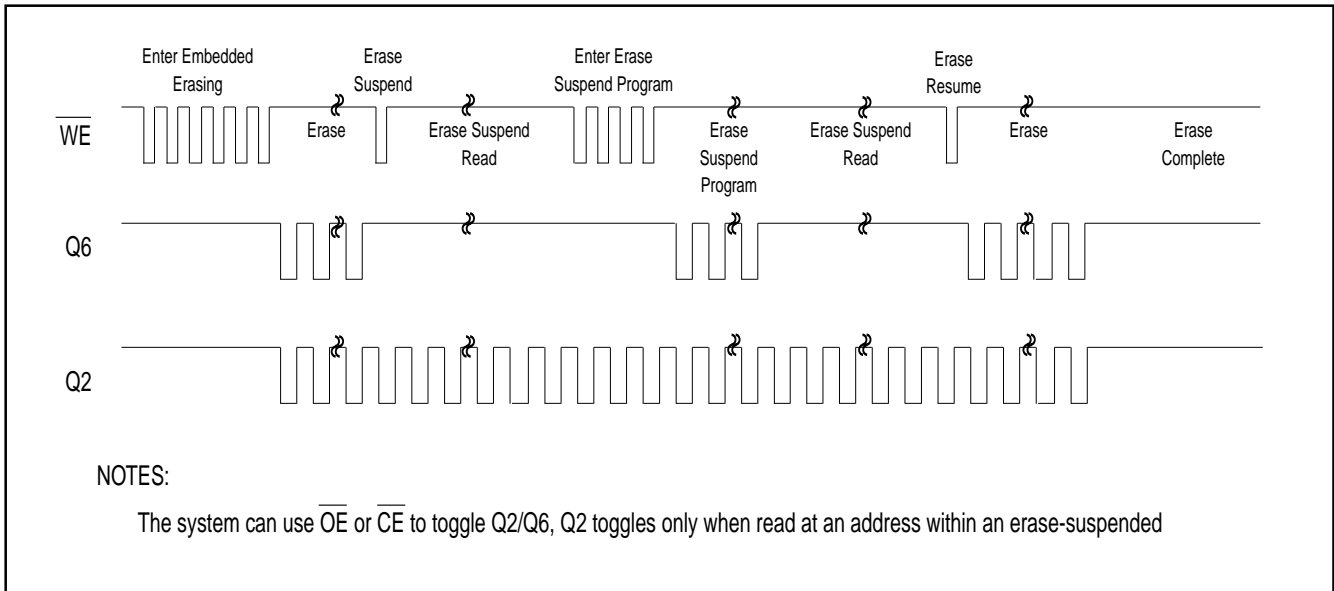 Enter Embedded
Erasing
Erase
Suspend
Enter Erase
Suspend Program
Erase
Resume
WE
Erase
Erase Suspend
Read
Erase
Suspend
Program
Erase Suspend
Read
Erase
Erase
Complete
Q6
Q2
NOTES:
The system can use OE or CE to toggle Q2/Q6, Q2 toggles only when read at an address within an erase-suspended